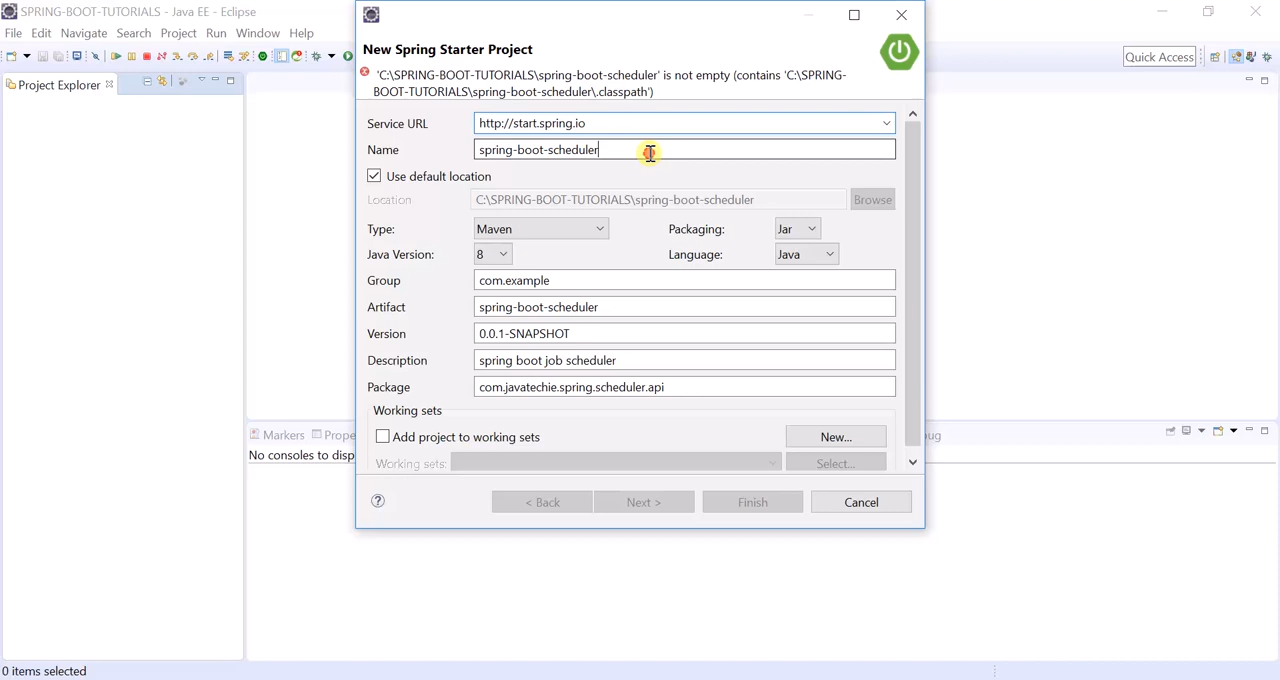 SPRING-BOOT-TUTORIALS - Java EE - Eclipse
File Edit Navigate Search Project Run Window Help
Quick Access
Project Explorer
New Spring Starter Project
'C:\SPRING-BOOT-TUTORIALS\spring-boot-scheduler' is not empty (contains 'C:\SPRING-
BOOT-TUTORIALS\spring-boot-scheduler\.classpath')
Service URL http://start.spring.io
Name spring-boot-scheduler
Use default location
Location C:\SPRING-BOOT-TUTORIALS\spring-boot-scheduler Browse
Type: Maven Packaging: Jar
Java Version: 8 Language: Java
Group com.example
Artifact spring-boot-scheduler
Version 0.0.1-SNAPSHOT
Description spring boot job scheduler
Package com.javatechie.spring.scheduler.api
Working sets
Add project to working sets New...
Working sets: Select...
Markers Prope ug
No consoles to disp
? < Back Next > Finish Cancel
0 items selected